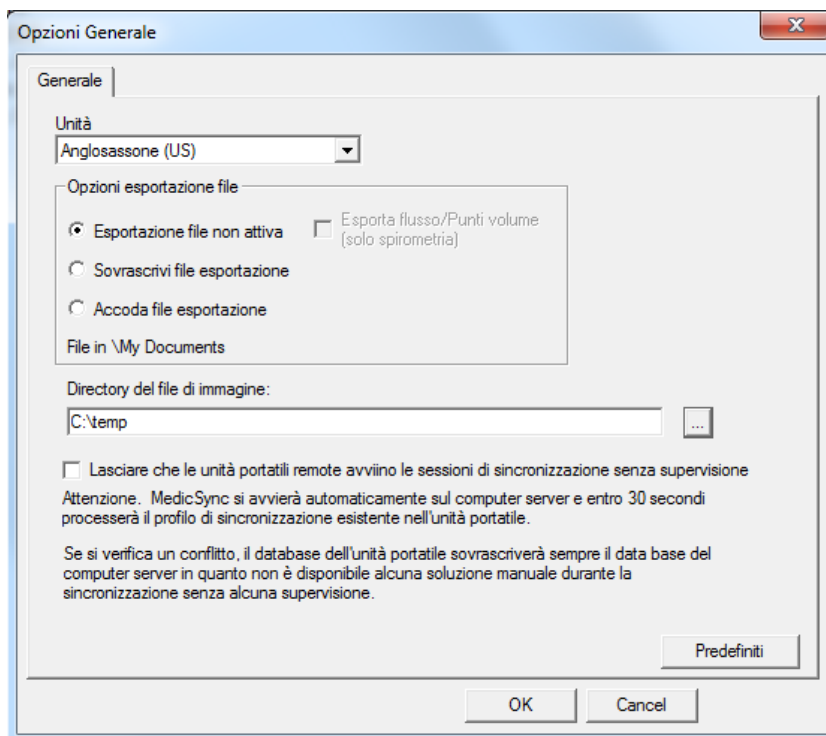 Opzioni Generale
Generale
Unità
Anglosassone (US)
Opzioni esportazione file
Esportazione file non attiva
Esporta flusso/Punti volume
(solo spirometria)
Sovrascrivi file esportazione
Accoda file esportazione
File in \My Documents
Directory del file di immagine:
C:\temp
...
Lasciare che le unità portatili remote avviino le sessioni di sincronizzazione senza supervisione
Attenzione. MedicSync si avvierà automaticamente sul computer server e entro 30 secondi
processerà il profilo di sincronizzazione esistente nell'unità portatile.
Se si verifica un conflitto, il database dell'unità portatile sovrascriverà sempre il data base del
computer server in quanto non è disponibile alcuna soluzione manuale durante la
sincronizzazione senza alcuna supervisione.
Predefiniti
OK
Cancel